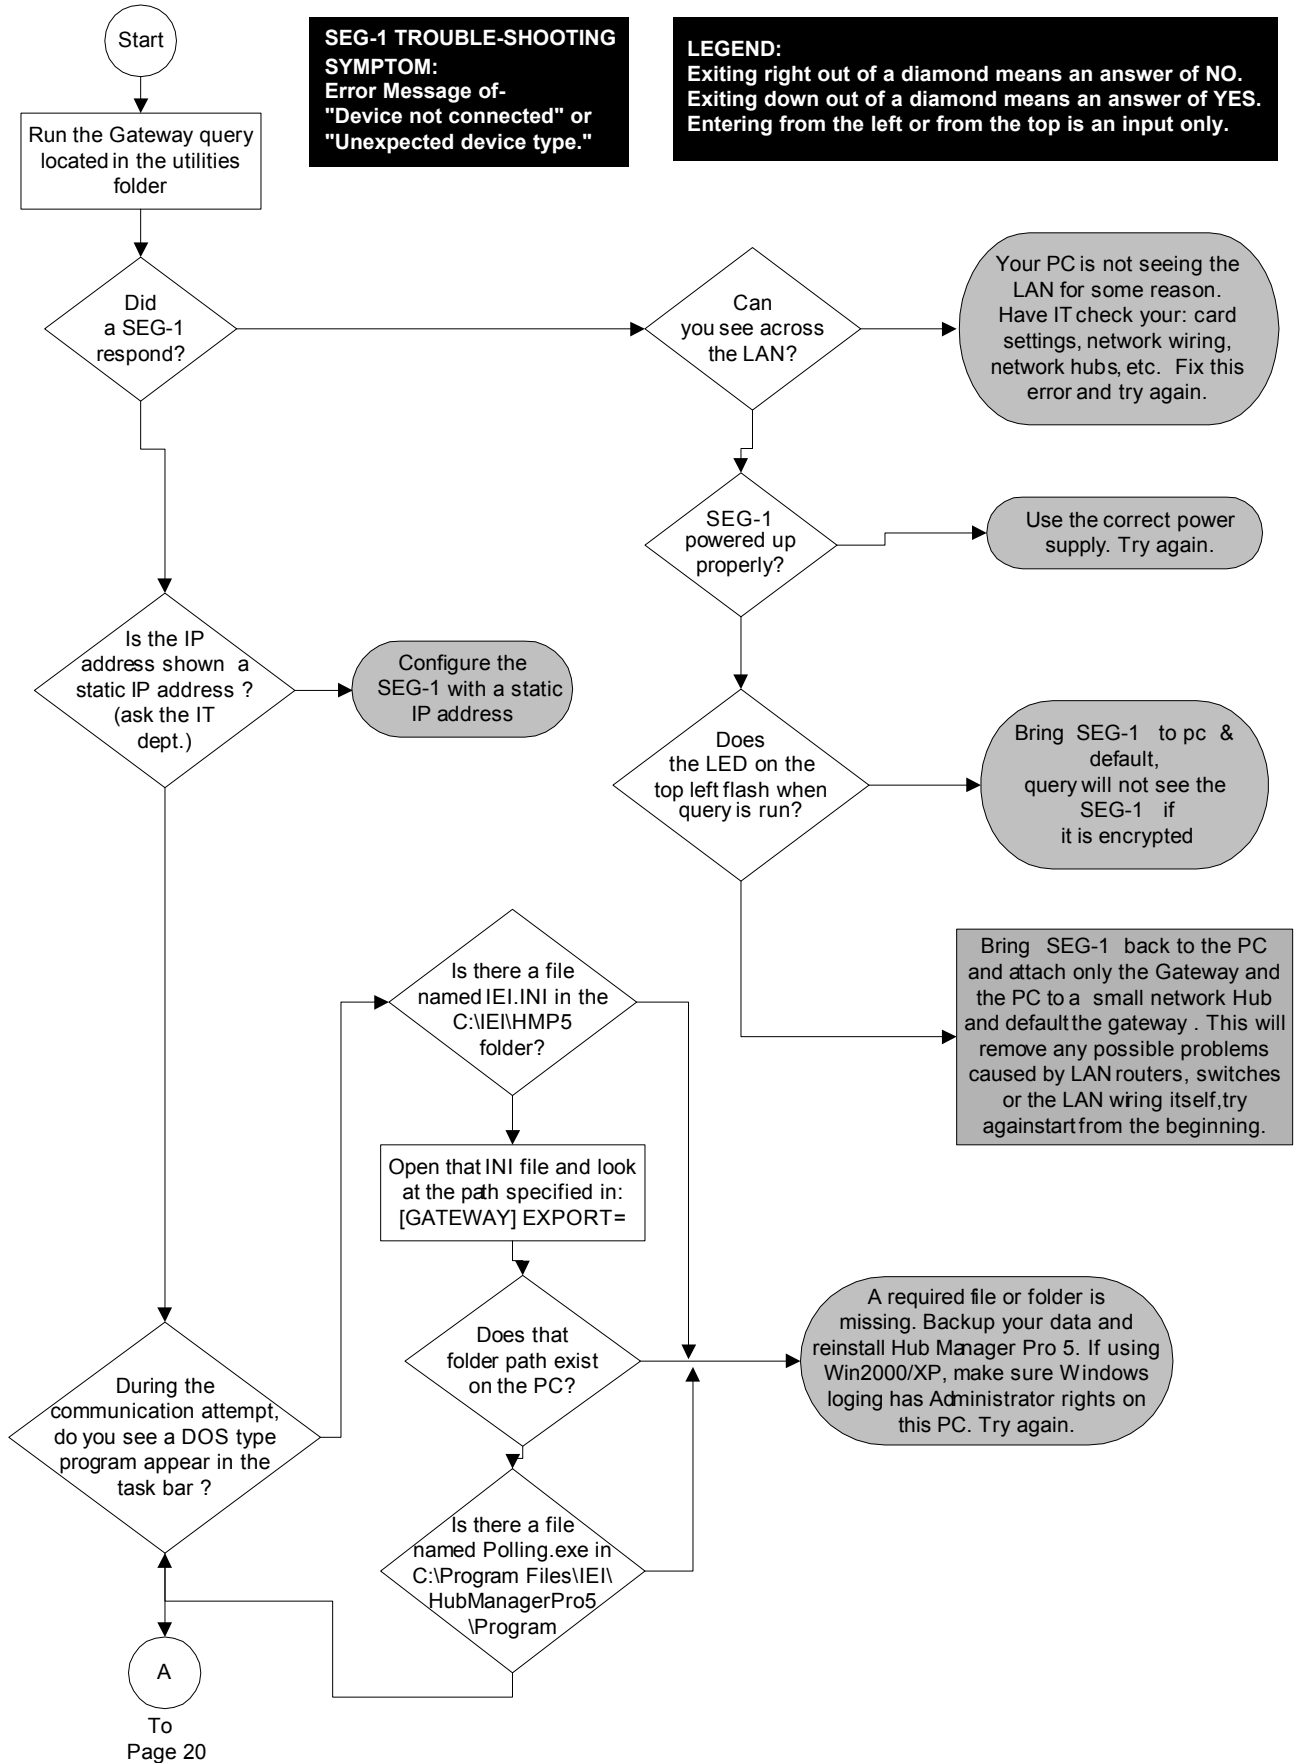 Start
SEG-1 TROUBLE-SHOOTING
SYMPTOM:
Error Message of-
"Device not connected" or
"Unexpected device type."
LEGEND:
Exiting right out of a diamond means an answer of NO.
Exiting down out of a diamond means an answer of YES.
Entering from the left or from the top is an input only.
Run the Gateway query
located in the utilities
folder
Did
a SEG-1
respond?
Can
you see across
the LAN?
Your PC is not seeing the
LAN for some reason.
Have IT check your: card
settings, network wiring,
network hubs, etc. Fix this
error and try again.
SEG-1
powered up
properly?
Use the correct power
supply. Try again.
Is the IP
address shown a
static IP address ?
(ask the IT
dept.)
Configure the
SEG-1 with a static
IP address
Does
the LED on the
top left flash when
query is run?
Bring SEG-1 to pc &
default,
query will not see the
SEG-1 if
it is encrypted
Bring SEG-1 back to the PC
and attach only the Gateway and
the PC to a small network Hub
and default the gateway . This will
remove any possible problems
caused by LAN routers, switches
or the LAN wiring itself,try
againstart from the beginning.
Is there a file
named IEI.INI in the
C:\IEI\HMP5
folder?
Open that INI file and look
at the path specified in:
[GATEWAY] EXPORT=
Does that
folder path exist
on the PC?
A required file or folder is
missing. Backup your data and
reinstall Hub Manager Pro 5. If using
Win2000/XP, make sure Windows
loging has Administrator rights on
this PC. Try again.
During the
communication attempt,
do you see a DOS type
program appear in the
task bar ?
Is there a file
named Polling.exe in
C:\Program Files\IEI\
HubManagerPro5
\Program
A
To
Page 20